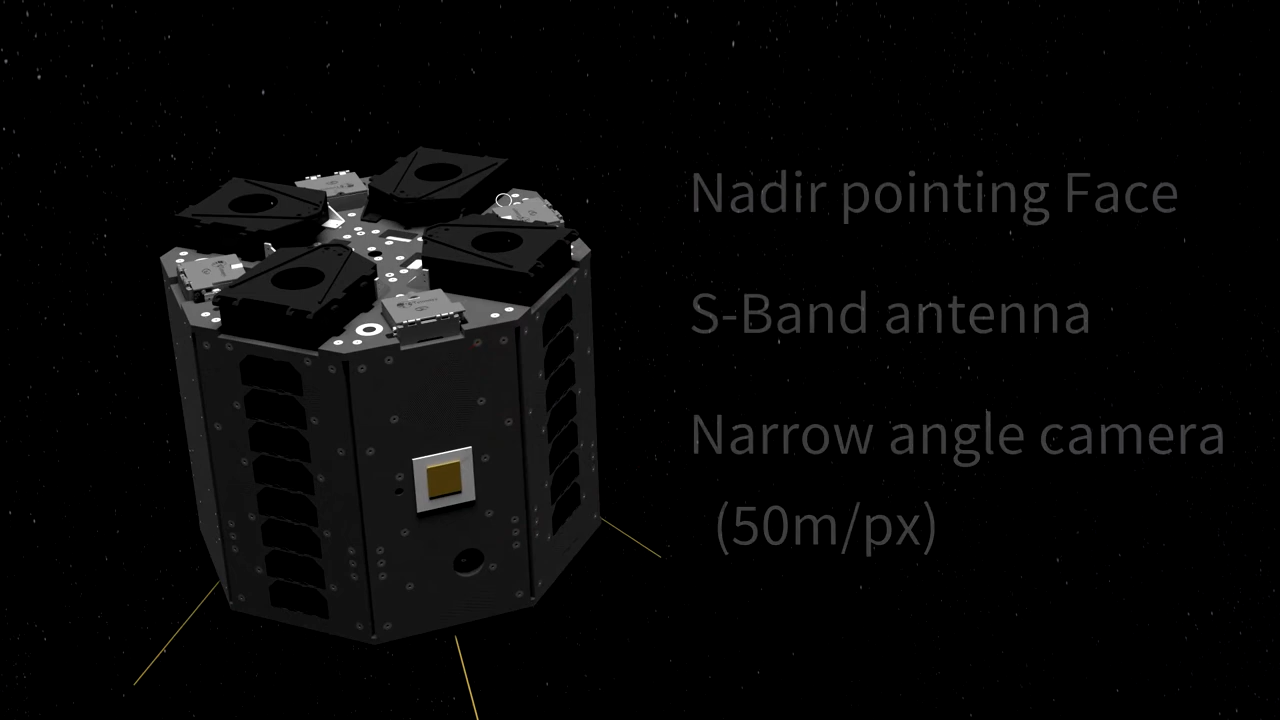 Nadir pointing Face
S-Band antenna
Narrow angle camera
(50m/px)